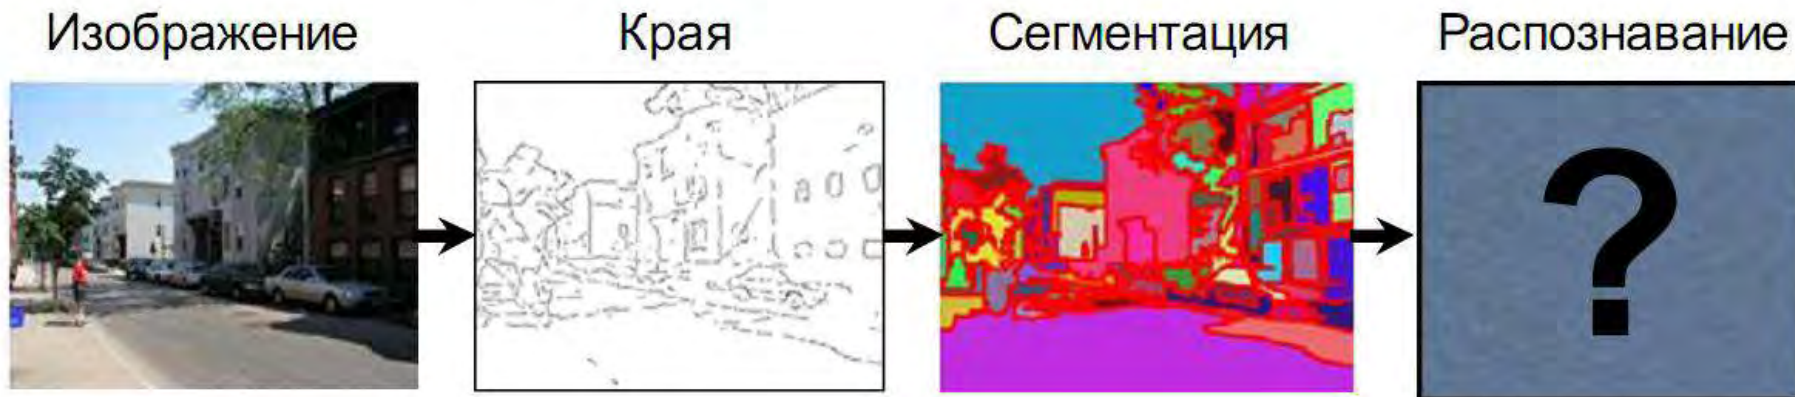 Изображение
Края
Сегментация
Распознавание
?